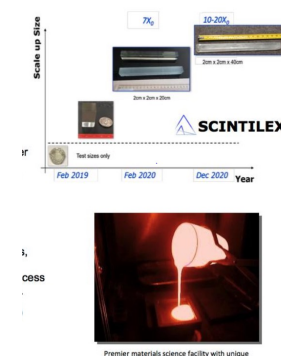 7X₀
10-20X₀
Scale up Size
2cm x 2cm x 40cm
2cm x 2cm x 20cm
SCINTILEX
er
Test sizes only
Feb 2019
Feb 2020
Dec 2020
Year
s,
cess
Premier materials science facility with unique